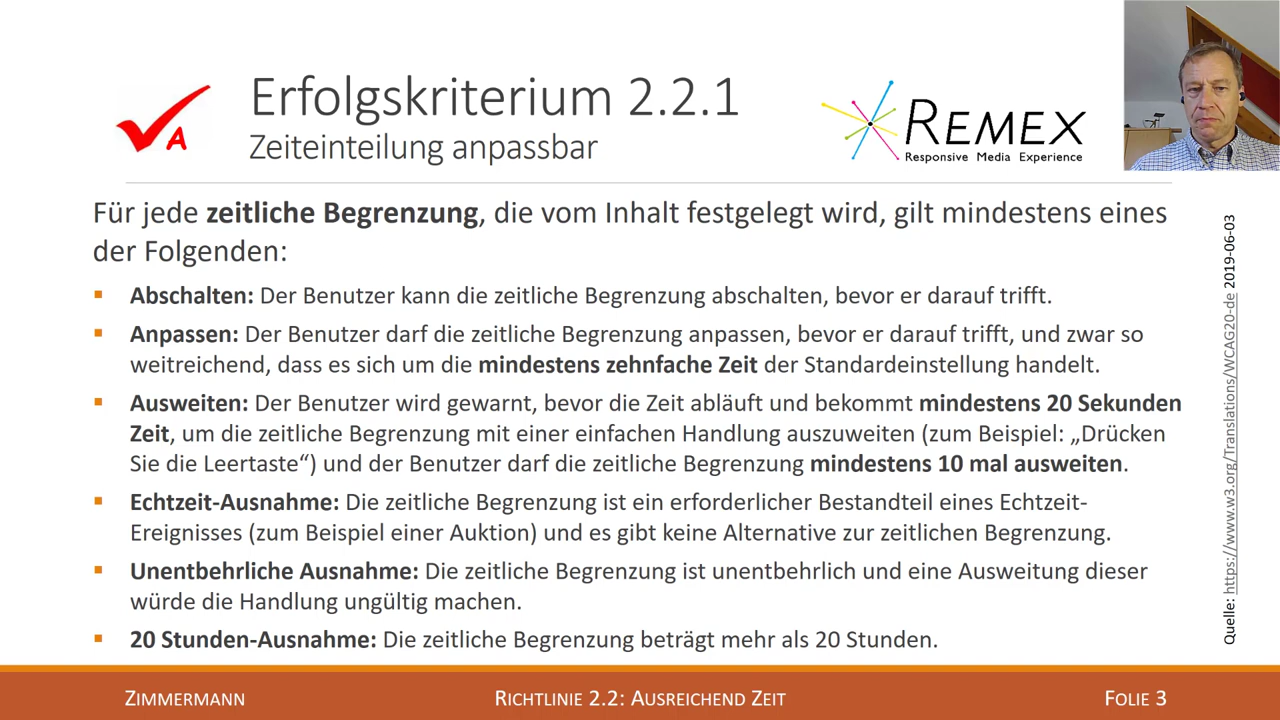 A
Erfolgskriterium 2.2.1
Zeiteinteilung anpassbar
REMEX
Responsive Media Experience
Für jede zeitliche Begrenzung, die vom Inhalt festgelegt wird, gilt mindestens eines
der Folgenden:
▪ Abschalten: Der Benutzer kann die zeitliche Begrenzung abschalten, bevor er darauf trifft.
▪ Anpassen: Der Benutzer darf die zeitliche Begrenzung anpassen, bevor er darauf trifft, und zwar so
weitreichend, dass es sich um die mindestens zehnfache Zeit der Standardeinstellung handelt.
▪ Ausweiten: Der Benutzer wird gewarnt, bevor die Zeit abläuft und bekommt mindestens 20 Sekunden
Zeit, um die zeitliche Begrenzung mit einer einfachen Handlung auszuweiten (zum Beispiel: „Drücken
Sie die Leertaste“) und der Benutzer darf die zeitliche Begrenzung mindestens 10 mal ausweiten.
▪ Echtzeit-Ausnahme: Die zeitliche Begrenzung ist ein erforderlicher Bestandteil eines Echtzeit-
Ereignisses (zum Beispiel einer Auktion) und es gibt keine Alternative zur zeitlichen Begrenzung.
▪ Unentbehrliche Ausnahme: Die zeitliche Begrenzung ist unentbehrlich und eine Ausweitung dieser
würde die Handlung ungültig machen.
▪ 20 Stunden-Ausnahme: Die zeitliche Begrenzung beträgt mehr als 20 Stunden.
Quelle: https://www.w3.org/Translations/WCAG20-de 2019-06-03
ZIMMERMANN
RICHTLINIE 2.2: AUSREICHEND ZEIT
FOLIE 3